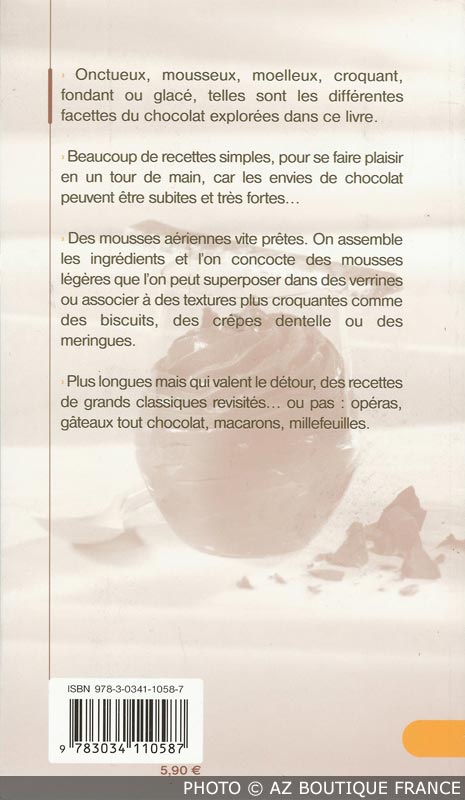 › Onctueux, mousseux, moelleux, croquant,
fondant ou glacé, telles sont les différentes
facettes du chocolat explorées dans ce livre.
› Beaucoup de recettes simples, pour se faire plaisir
en un tour de main, car les envies de chocolat
peuvent être subites et très fortes…
› Des mousses aériennes vite prêtes. On assemble
les ingrédients et l'on concocte des mousses
légères que l'on peut superposer dans des verrines
ou associer à des textures plus croquantes comme
des biscuits, des crêpes dentelle ou des
meringues.
› Plus longues mais qui valent le détour, des recettes
de grands classiques revisités… ou pas : opéras,
gâteaux tout chocolat, macarons, millefeuilles.
ISBN 978-3-0341-1058-7
9 783034 110587
5,90 €
PHOTO © AZ BOUTIQUE FRANCE